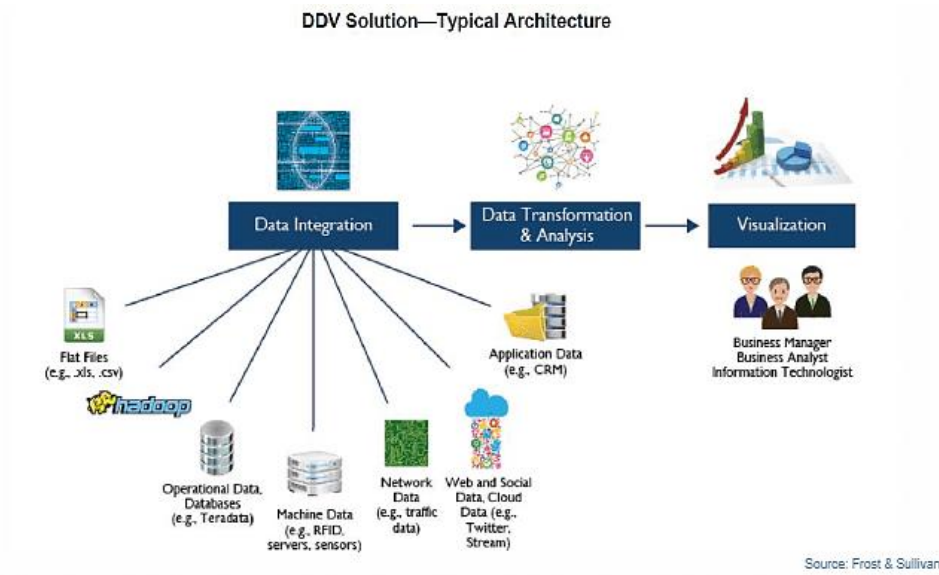 DDV Solution—Typical Architecture
Data Integration
Data Transformation
& Analysis
Visualization
XLS
Flat Files
(e.g., .xls, .csv)
hadoop
Operational Data,
Databases
(e.g., Teradata)
Machine Data
(e.g., RFID,
servers, sensors)
Network
Data
(e.g., traffic
data)
Web and Social
Data, Cloud
Data (e.g.,
Twitter,
Stream)
Application Data
(e.g., CRM)
Business Manager
Business Analyst
Information Technologist
Source: Frost & Sullivan